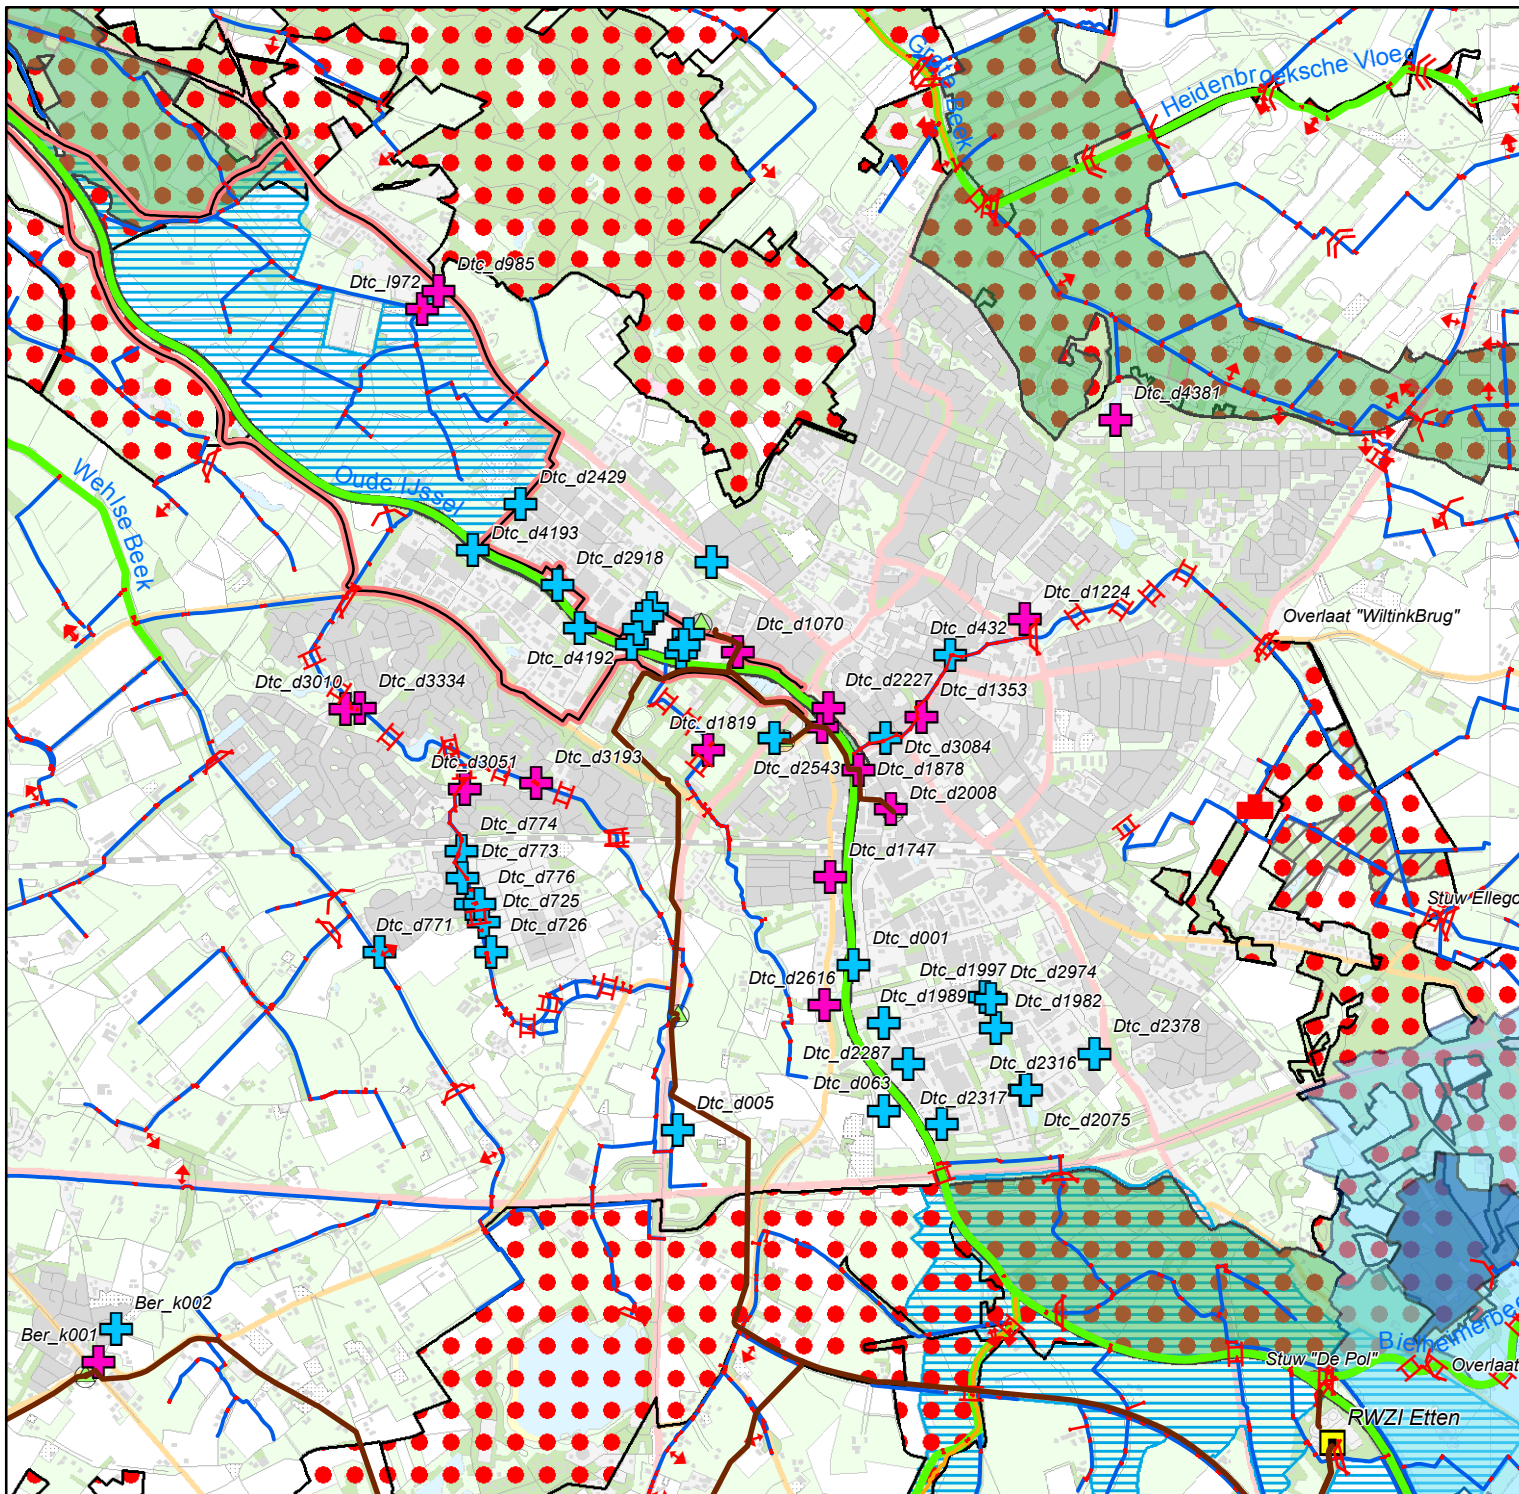 Grote Beek
Heidenbroeksche Vloed
Dtc_d985
Dtc_l972
Dtc_d4381
Wehlse Beek
Oude IJssel
Dtc_d2429
Dtc_d4193
Dtc_d2918
Dtc_d1224
Overlaat "WiltinkBrug"
Dtc_d1070
Dtc_d432
Dtc_d4192
Dtc_d3010
Dtc_d3334
Dtc_d2227
Dtc_d1353
Dtc_d1819
Dtc_d3084
Dtc_d3051
Dtc_d3193
Dtc_d2543
Dtc_d1878
Dtc_d2008
Dtc_d774
Dtc_d773
Dtc_d1747
Dtc_d776
Dtc_d725
Stuw Ellego
Dtc_d771
Dtc_d726
Dtc_d001
Dtc_d1997
Dtc_d2974
Dtc_d2616
Dtc_d1989
Dtc_d1982
Dtc_d2378
Dtc_d2287
Dtc_d2316
Dtc_d063
Dtc_d2317
Dtc_d005
Dtc_d2075
Ber_k002
Ber_k001
Bielheimerbee
Stuw "De Pol"
Overlaat
RWZI Etten